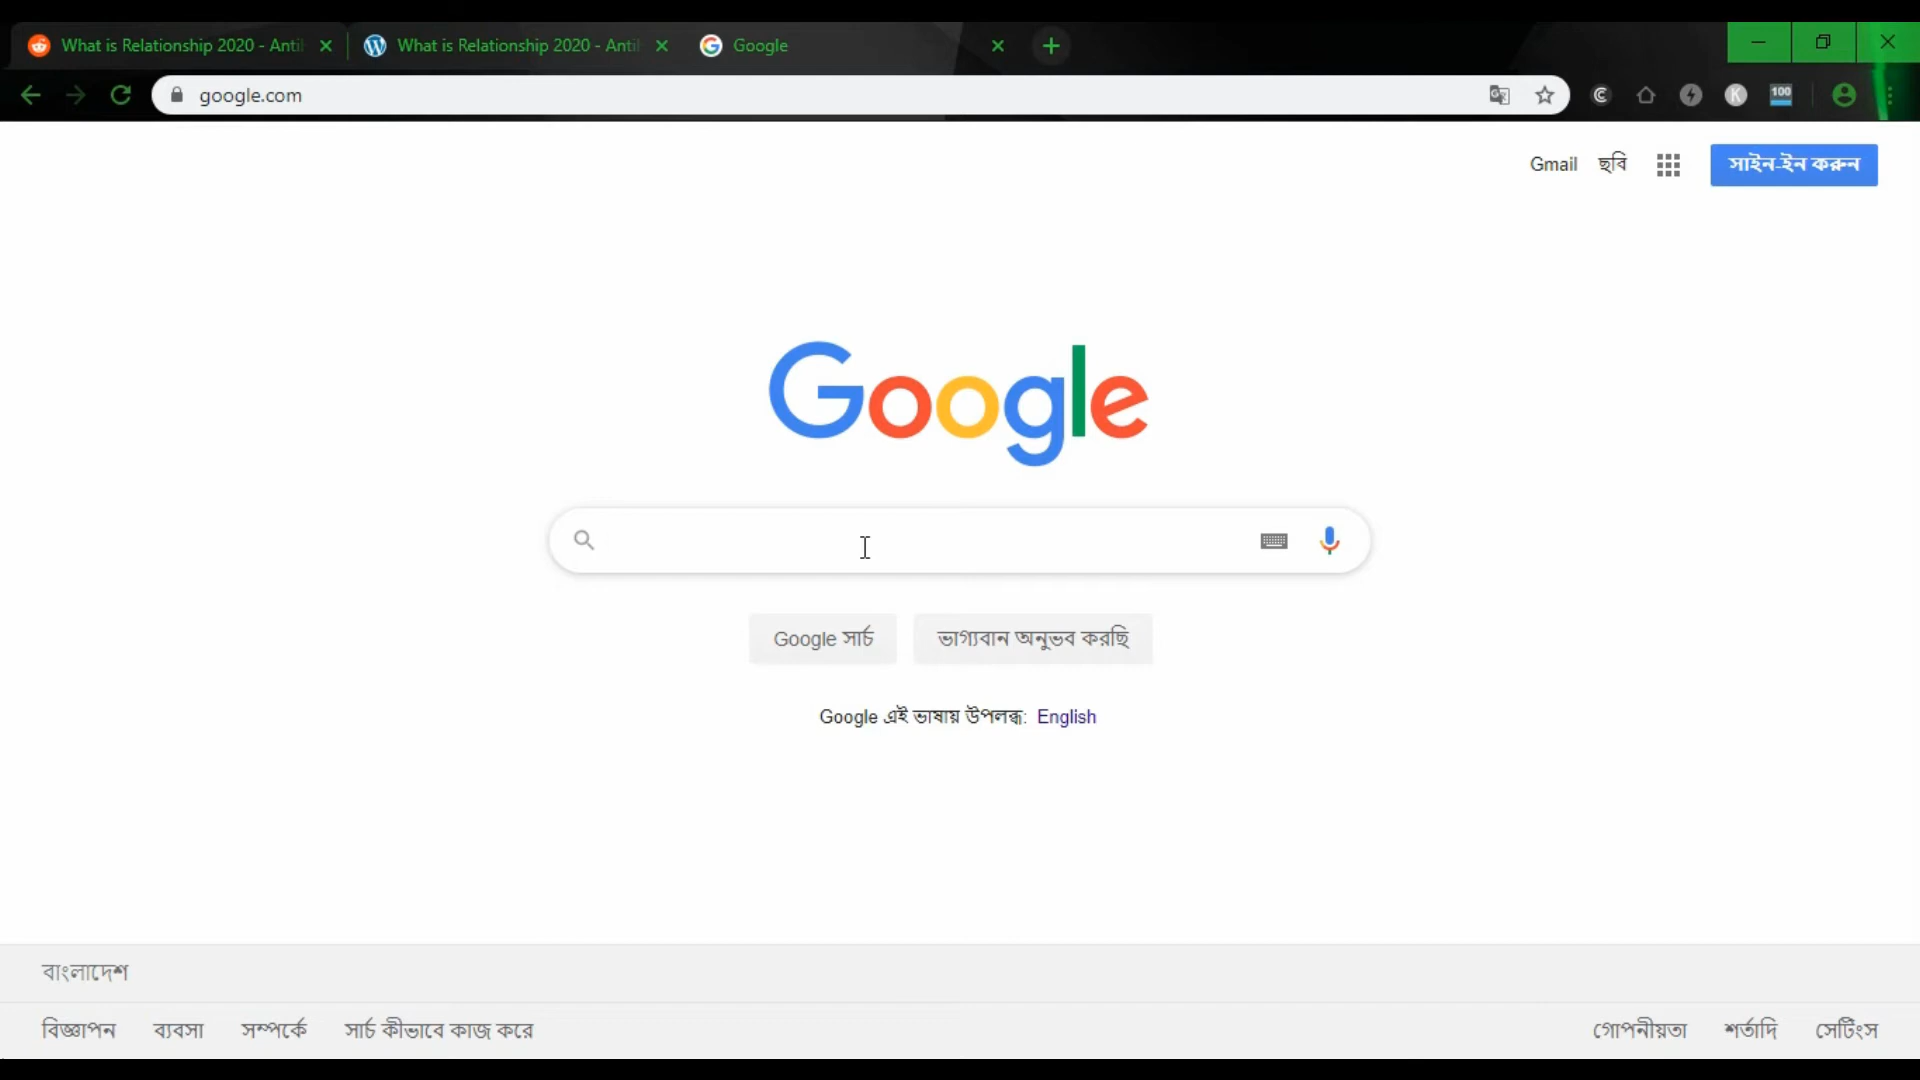 What is Relationship 2020 - Anti
What is Relationship 2020 - Anti
Google
google.com
100
Gmail
ছবি
সাইন-ইন করুন
Google
Google সার্চ
ভাগ্যবান অনুভব করছি
Google এই ভাষায় উপলব্ধ: English
বাংলাদেশ
বিজ্ঞাপন
ব্যবসা
সম্পর্কে
সার্চ কীভাবে কাজ করে
গোপনীয়তা
শর্তাদি
সেটিংস